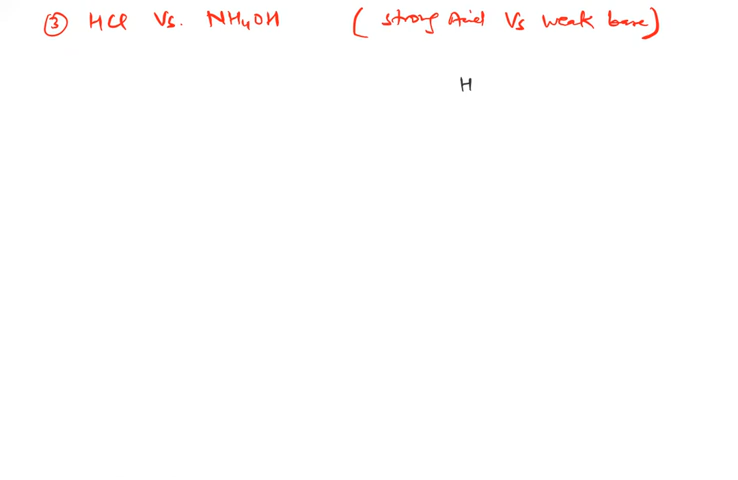 ③ HCl Vs. NH4OH (strong Acid Vs weak base)
H